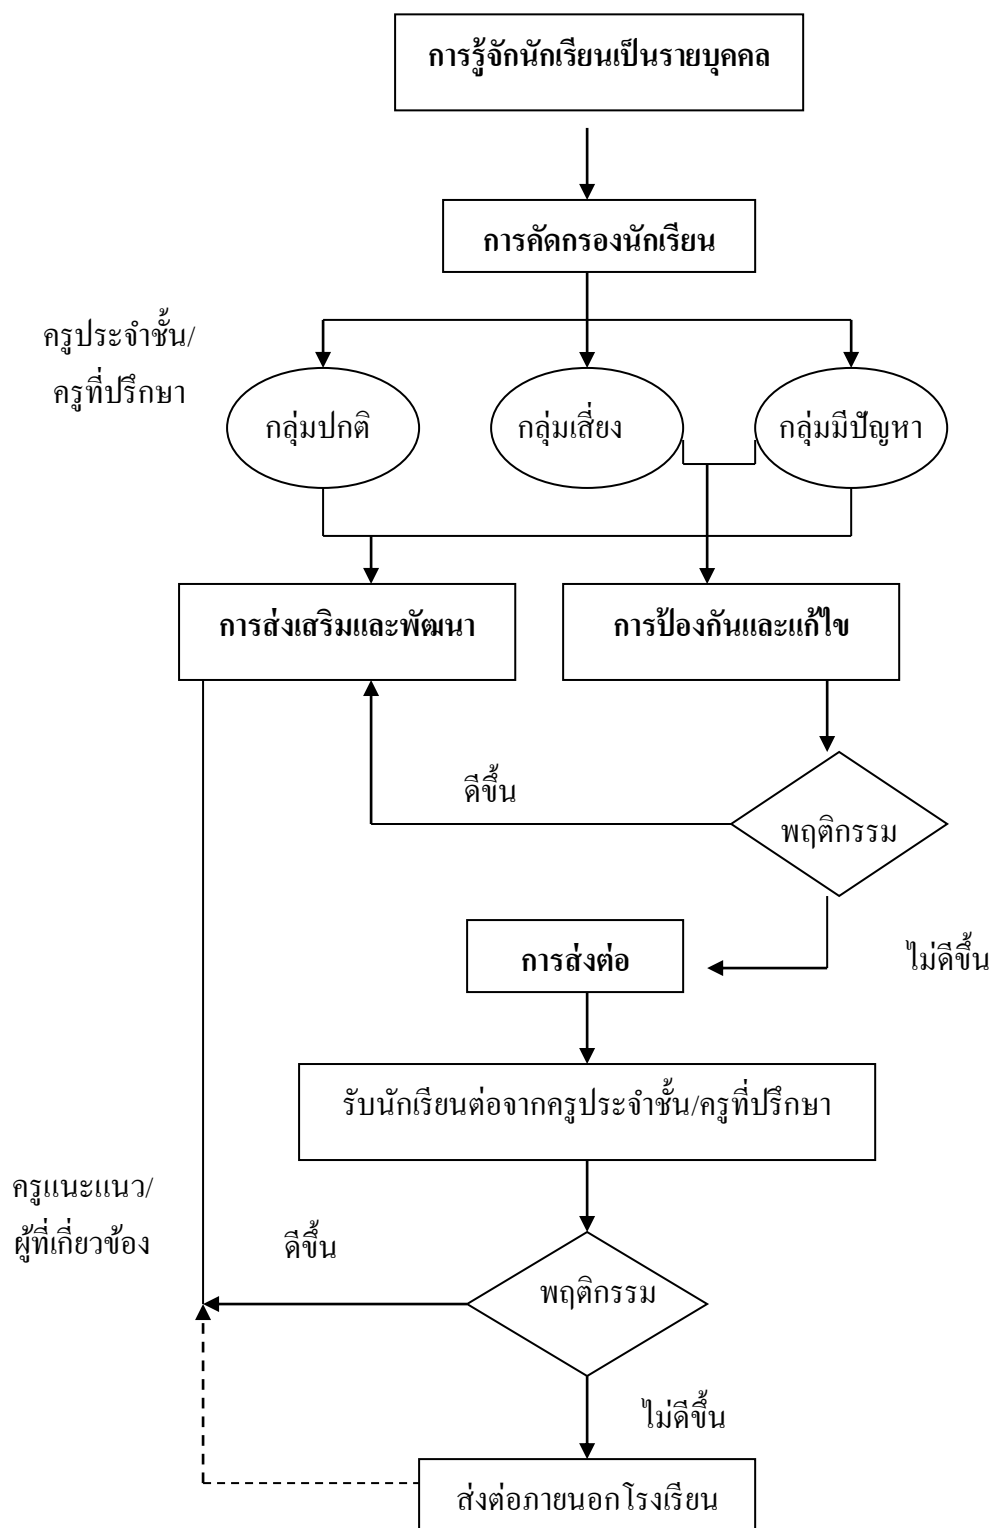 การรู้จักนักเรียนเป็นรายบุคคล
การคัดกรองนักเรียน
ครูประจำชั้น/
ครูที่ปรึกษา
กลุ่มปกติ
กลุ่มเสี่ยง
กลุ่มมีปัญหา
การส่งเสริมและพัฒนา
การป้องกันและแก้ไข
ดีขึ้น
พฤติกรรม
การส่งต่อ
ไม่ดีขึ้น
รับนักเรียนต่อจากครูประจำชั้น/ครูที่ปรึกษา
ครูแนะแนว/
ผู้ที่เกี่ยวข้อง
ดีขึ้น
พฤติกรรม
ไม่ดีขึ้น
ส่งต่อภายนอกโรงเรียน